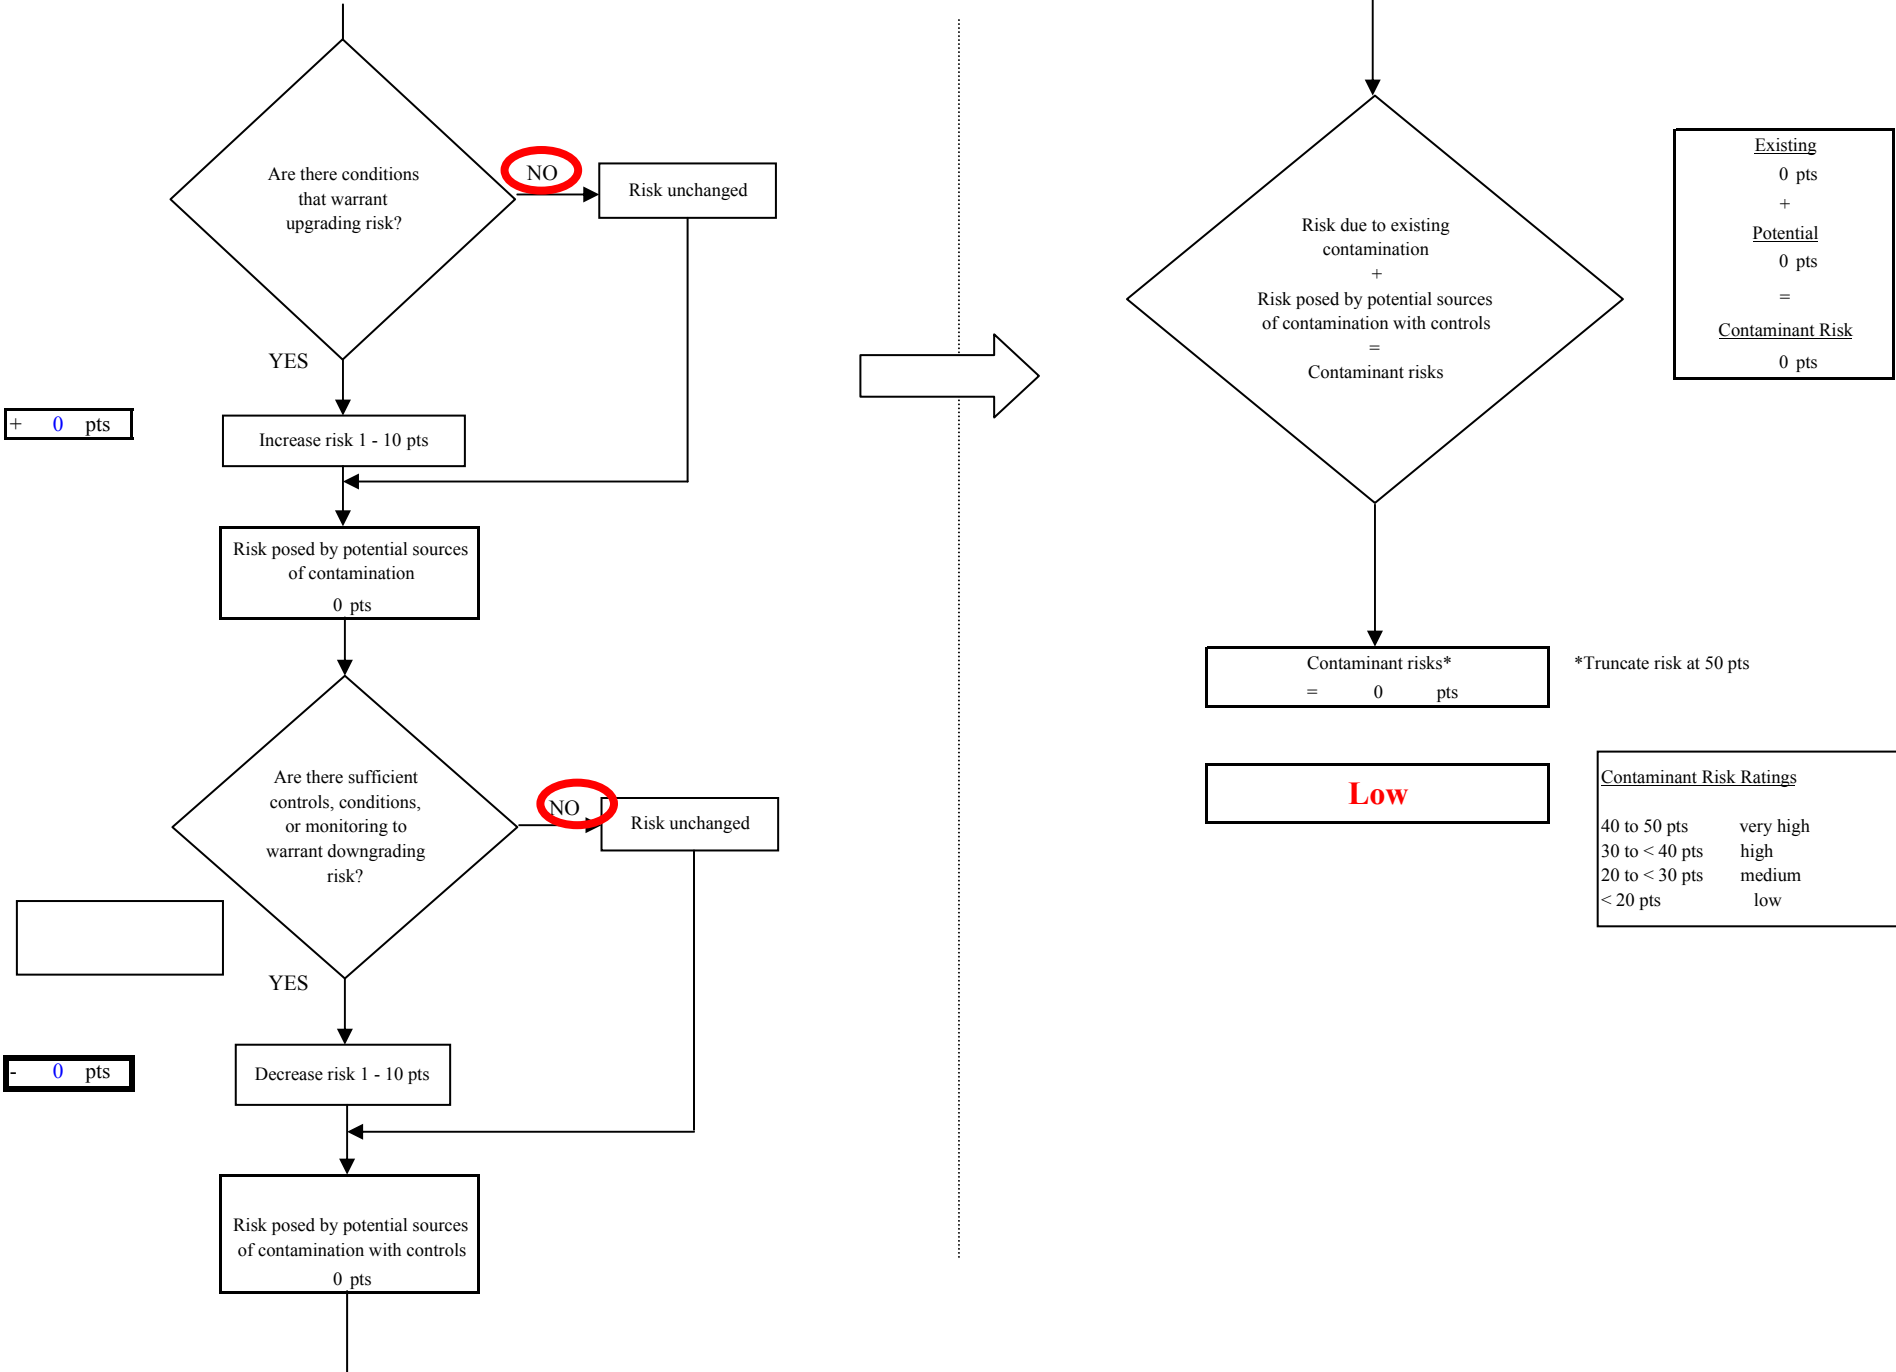 Are there conditions
that warrant
upgrading risk?
NO
Risk unchanged
YES
+ 0 pts
Increase risk 1 - 10 pts
Risk posed by potential sources
of contamination
0 pts
Are there sufficient
controls, conditions,
or monitoring to
warrant downgrading
risk?
NO
Risk unchanged
YES
- 0 pts
Decrease risk 1 - 10 pts
Risk posed by potential sources
of contamination with controls
0 pts
Risk due to existing
contamination
+
Risk posed by potential sources
of contamination with controls
=
Contaminant risks
Existing
0 pts
+
Potential
0 pts
=
Contaminant Risk
0 pts
Contaminant risks*
= 0 pts
*Truncate risk at 50 pts
Low
Contaminant Risk Ratings
40 to 50 pts very high
30 to < 40 pts high
20 to < 30 pts medium
< 20 pts low